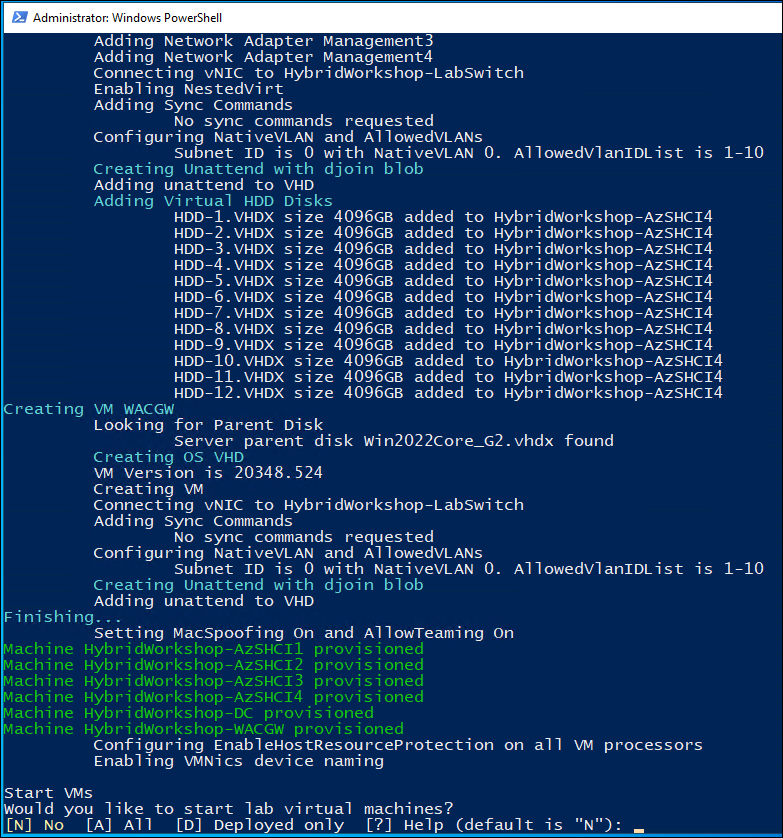 Administrator: Windows PowerShell
Adding Network Adapter Management3
Adding Network Adapter Management4
Connecting vNIC to HybridWorkshop-LabSwitch
Enabling NestedVirt
Adding Sync Commands
No sync commands requested
Configuring NativeVLAN and AllowedVLANs
Subnet ID is 0 with NativeVLAN 0. AllowedVlanIDList is 1-10
Creating Unattend with djoin blob
Adding unattend to VHD
Adding Virtual HDD Disks
HDD-1.VHDX size 4096GB added to HybridWorkshop-AzSHCI4
HDD-2.VHDX size 4096GB added to HybridWorkshop-AzSHCI4
HDD-3.VHDX size 4096GB added to HybridWorkshop-AzSHCI4
HDD-4.VHDX size 4096GB added to HybridWorkshop-AzSHCI4
HDD-5.VHDX size 4096GB added to HybridWorkshop-AzSHCI4
HDD-6.VHDX size 4096GB added to HybridWorkshop-AzSHCI4
HDD-7.VHDX size 4096GB added to HybridWorkshop-AzSHCI4
HDD-8.VHDX size 4096GB added to HybridWorkshop-AzSHCI4
HDD-9.VHDX size 4096GB added to HybridWorkshop-AzSHCI4
HDD-10.VHDX size 4096GB added to HybridWorkshop-AzSHCI4
HDD-11.VHDX size 4096GB added to HybridWorkshop-AzSHCI4
HDD-12.VHDX size 4096GB added to HybridWorkshop-AzSHCI4
Creating VM WACGW
Looking for Parent Disk
Server parent disk Win2022Core_G2.vhdx found
Creating OS VHD
VM Version is 20348.524
Creating VM
Connecting vNIC to HybridWorkshop-LabSwitch
Adding Sync Commands
No sync commands requested
Configuring NativeVLAN and AllowedVLANs
Subnet ID is 0 with NativeVLAN 0. AllowedVlanIDList is 1-10
Creating Unattend with djoin blob
Adding unattend to VHD
Finishing...
Setting MacSpoofing On and AllowTeaming On
Machine HybridWorkshop-AzSHCI1 provisioned
Machine HybridWorkshop-AzSHCI2 provisioned
Machine HybridWorkshop-AzSHCI3 provisioned
Machine HybridWorkshop-AzSHCI4 provisioned
Machine HybridWorkshop-DC provisioned
Machine HybridWorkshop-WACGW provisioned
Configuring EnableHostResourceProtection on all VM processors
Enabling VMNics device naming
Start VMs
Would you like to start lab virtual machines?
[N] No  [A] All  [D] Deployed only  [?] Help (default is "N"):